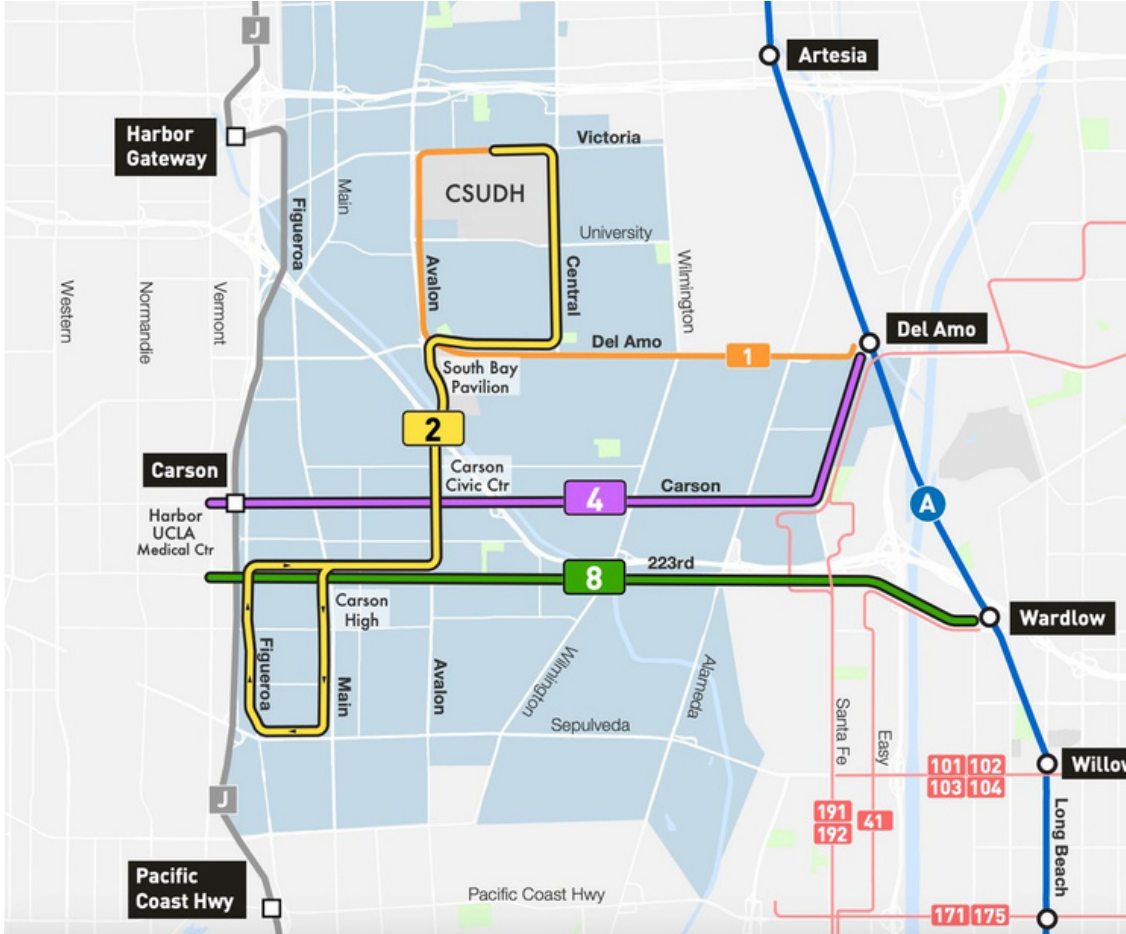 J
Artesia
Harbor
Gateway
Victoria
Main
CSUDH
Figueroa
University
Avalon
Central
Wilmington
Western
Normandie
Vermont
Del Amo
Del Amo
1
South Bay
Pavilion
2
Carson
Carson
Civic Ctr
4
Carson
A
Harbor
UCLA
Medical Ctr
223rd
8
Carson
High
Wardlow
Figueroa
Main
Avalon
Wilmington
Alameda
Sepulveda
Santa Fe
Easy
101 102
103 104
Willow
J
191
192
41
Long Beach
Pacific
Coast Hwy
Pacific Coast Hwy
171 175